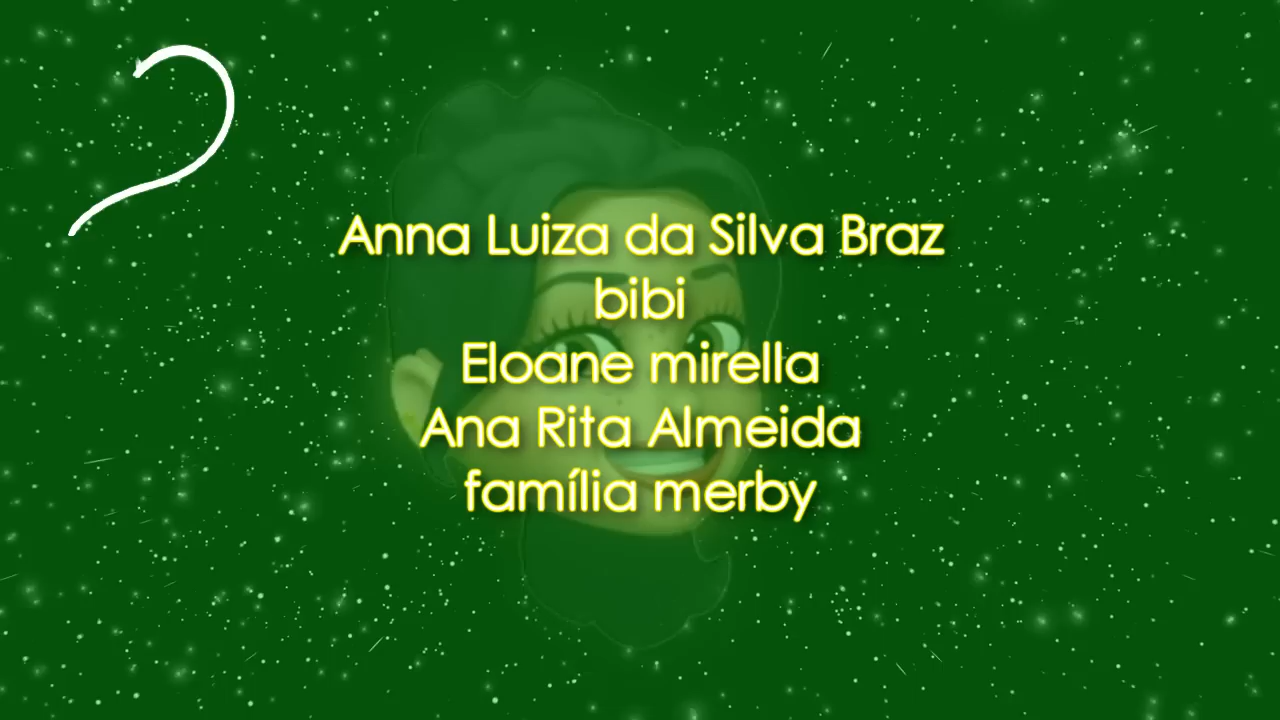 Anna Luiza da Silva Braz
bibi
Eloane mirella
Ana Rita Almeida
família merby